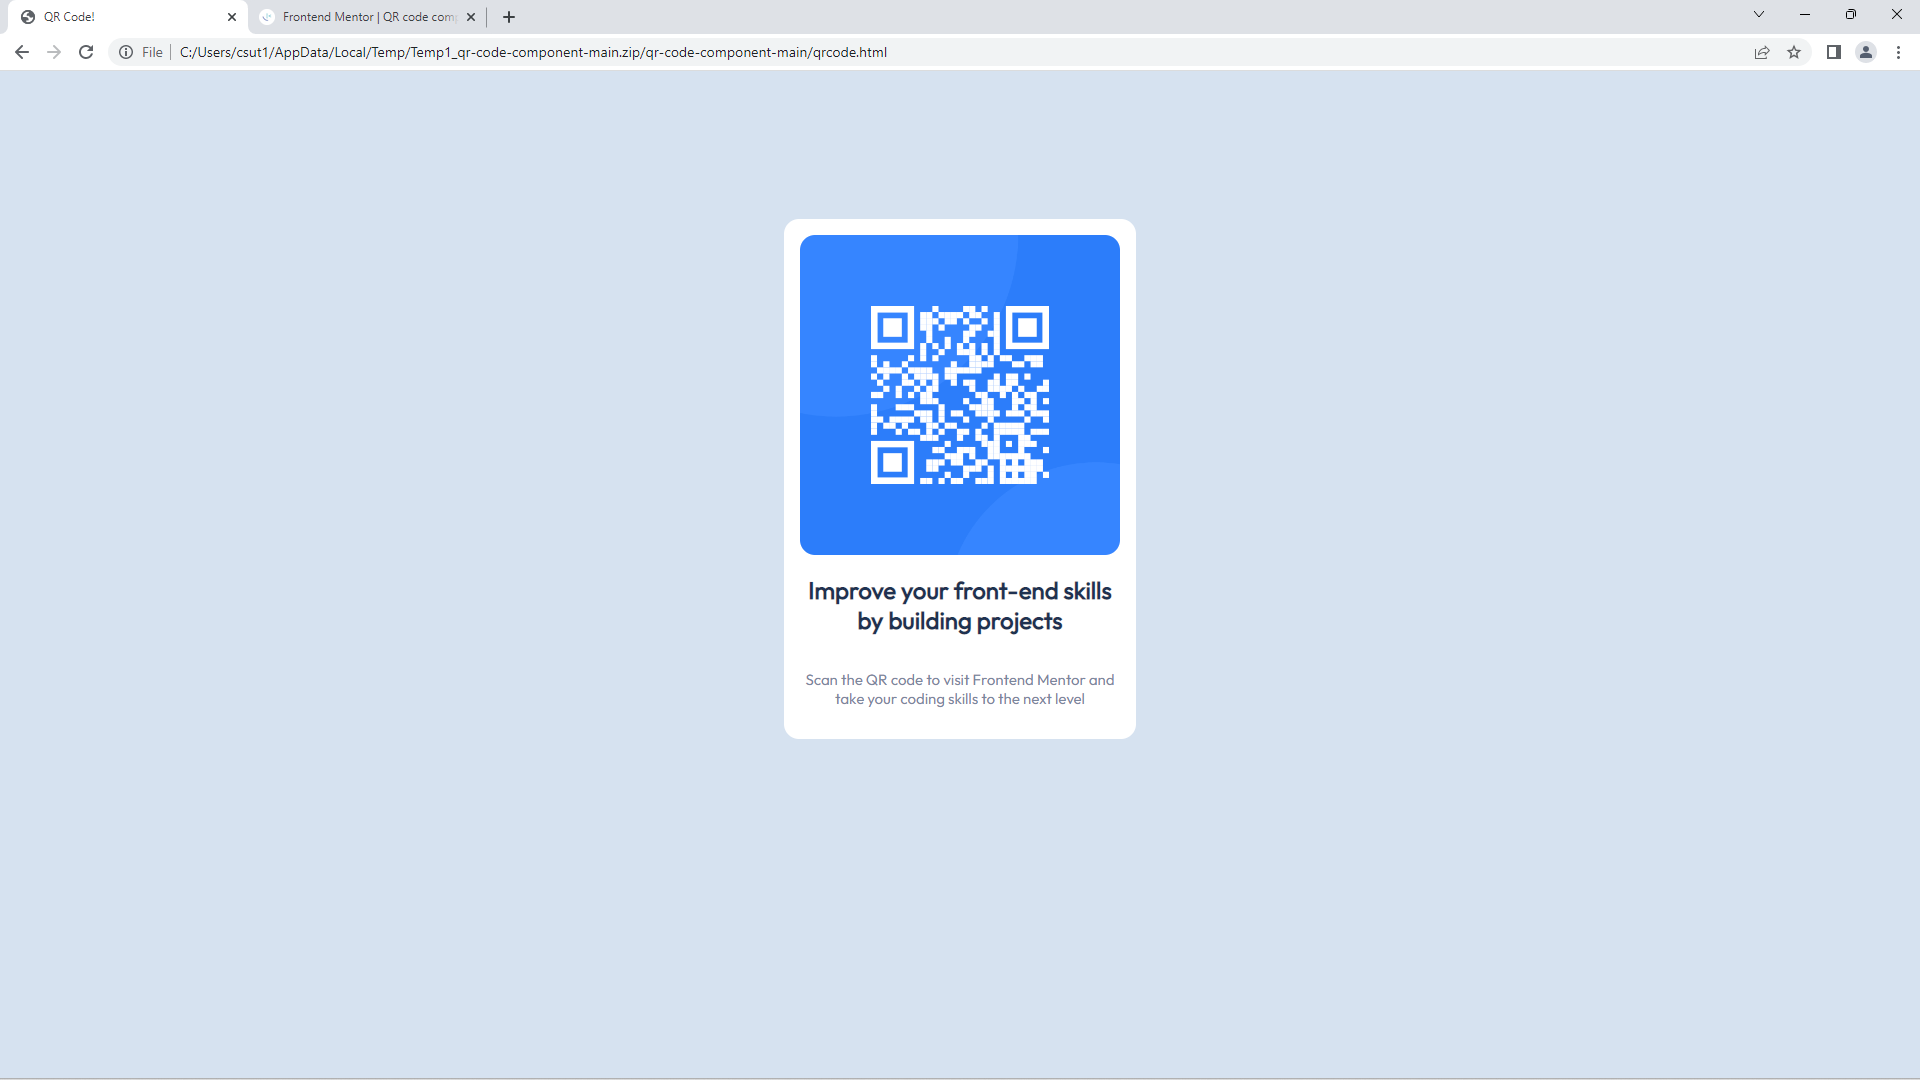 QR Code!
Frontend Mentor | QR code com
File
C:/Users/csut1/AppData/Local/Temp/Temp1_qr-code-component-main.zip/qr-code-component-main/qrcode.html
Improve your front-end skills
by building projects
Scan the QR code to visit Frontend Mentor and
take your coding skills to the next level